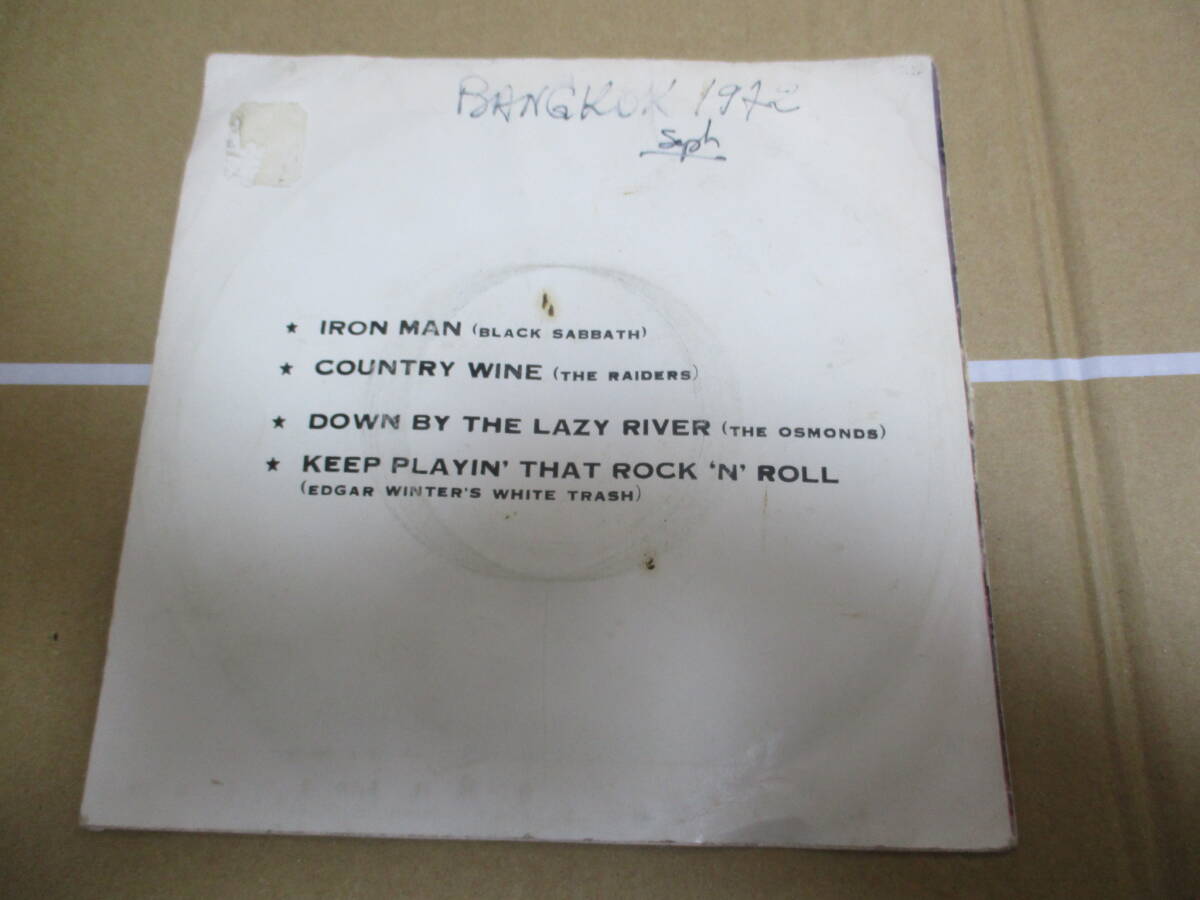 BANGKOK 1972
Seph
★ IRON MAN (BLACK SABBATH)
★ COUNTRY WINE (THE RAIDERS)
★ DOWN BY THE LAZY RIVER (THE OSMONDS)
★ KEEP PLAYIN' THAT ROCK 'N' ROLL
(EDGAR WINTER'S WHITE TRASH)